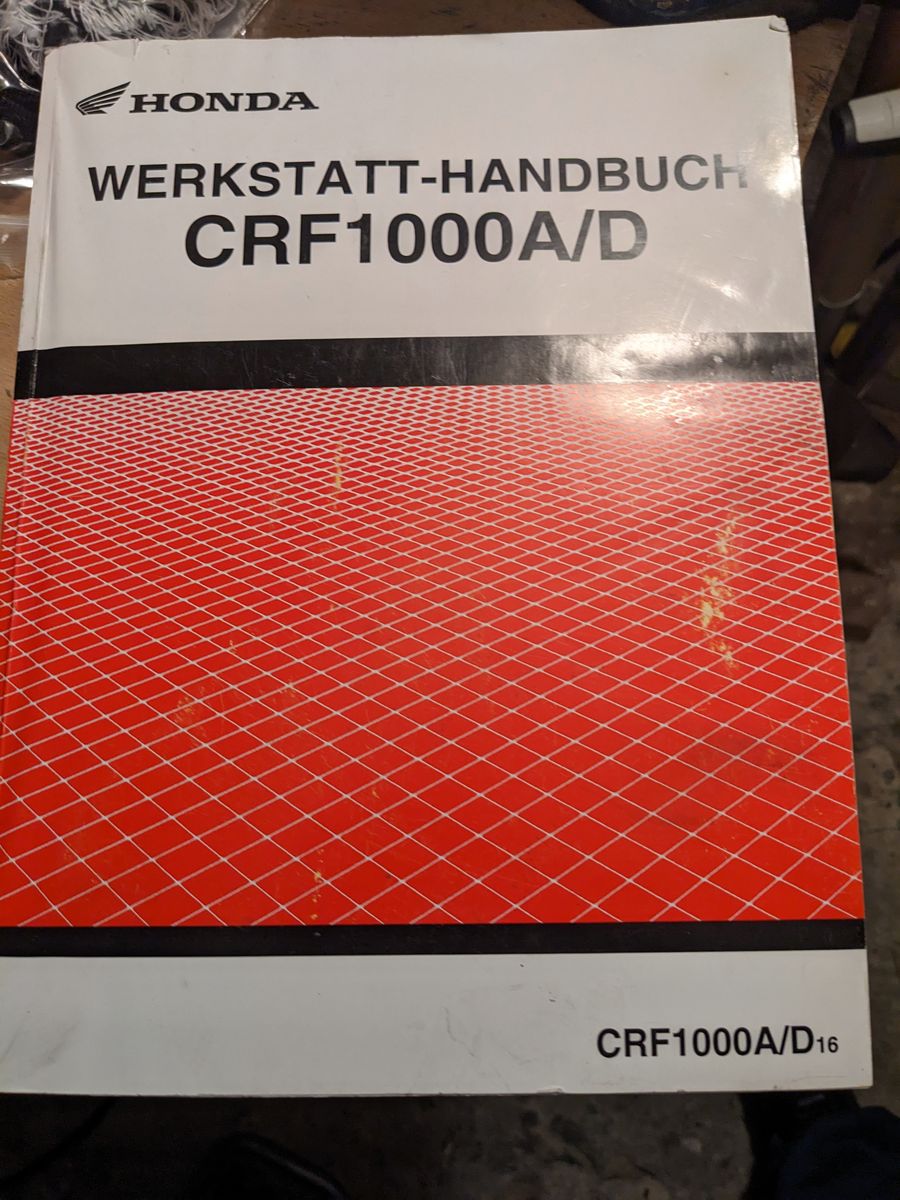 HONDA
WERKSTATT-HANDBUCH
CRF1000A/D
CRF1000A/D16